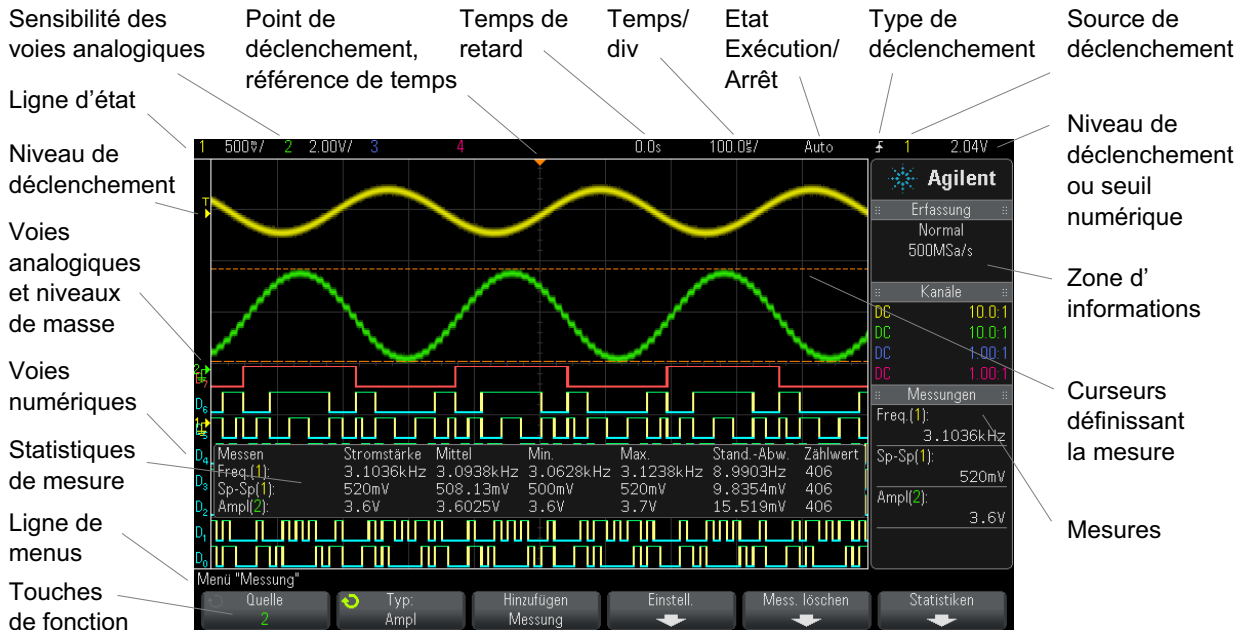 Sensibilité des
voies analogiques
Point de
déclenchement,
référence de temps
Temps de
retard
Temps/
div
Etat
Exécution/
Arrêt
Type de
déclenchement
Source de
déclenchement
Ligne d'état
Niveau de
déclenchement
Voies
analogiques
et niveaux
de masse
Voies
numériques
Statistiques
de mesure
Ligne de
menus
Touches
de fonction
1 500mV/ 2 2.00V/ 3 4 0.0s 100.0µs/ Auto 1 2.04V
T
D7
D6
D5
D4
D3
D2
D1
D0
Messen Stromstärke Mittel Min. Max. Stand.-Abw. Zählwert
Freq.(1): 3.1036kHz 3.0938kHz 3.0628kHz 3.1238kHz 8.9903Hz 406
Sp-Sp(1): 520mV 508.13mV 500mV 520mV 9.8354mV 406
Ampl(2): 3.6V 3.6025V 3.6V 3.7V 15.519mV 406
Agilent
Erfassung
Normal
500MSa/s
Kanäle
DC 10.0:1
DC 10.0:1
DC 1.00:1
DC 1.00:1
Messungen
Freq.(1):
3.1036kHz
Sp-Sp(1):
520mV
Ampl(2):
3.6V
Menü "Messung"
Quelle
2
Typ:
Ampl
Hinzufügen
Messung
Einstell.
Mess. löschen
Statistiken
Niveau de
déclenchement
ou seuil
numérique
Zone d'
informations
Curseurs
définissant
la mesure
Mesures